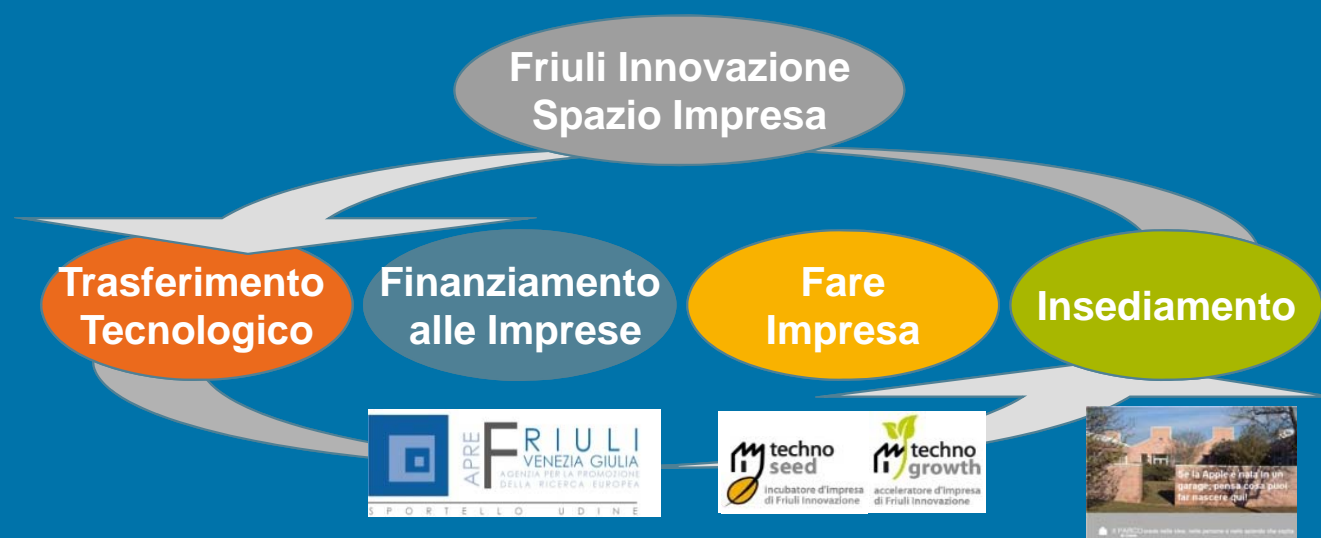 Friuli Innovazione
Spazio Impresa
Trasferimento
Tecnologico
Finanziamento
alle Imprese
Fare
Impresa
Insediamento
APRE
FRIULI
VENEZIA GIULIA
AGENZIA PER LA PROMOZIONE
DELLA RICERCA EUROPEA
SPORTELLO UDINE
techno
seed
incubatore d'impresa
di Friuli Innovazione
techno
growth
acceleratore d'impresa
di Friuli Innovazione
Se la Apple è nata in un
garage, pensa cosa puoi
far nascere qui!
Il PARCO